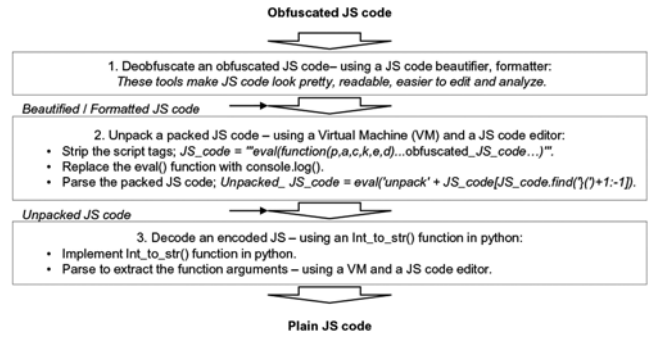 Obfuscated JS code
1. Deobfuscate an obfuscated JS code– using a JS code beautifier, formatter:
These tools make JS code look pretty, readable, easier to edit and analyze.
Beautified / Formatted JS code
2. Unpack a packed JS code – using a Virtual Machine (VM) and a JS code editor:
• Strip the script tags; JS_code = '"eval(function(p,a,c,k,e,d)...obfuscated_JS_code…)"'.
• Replace the eval() function with console.log().
• Parse the packed JS code; Unpacked_ JS_code = eval('unpack' + JS_code[JS_code.find('}(')+1:-1]).
Unpacked JS code
3. Decode an encoded JS – using an Int_to_str() function in python:
• Implement Int_to_str() function in python.
• Parse to extract the function arguments – using a VM and a JS code editor.
Plain JS code